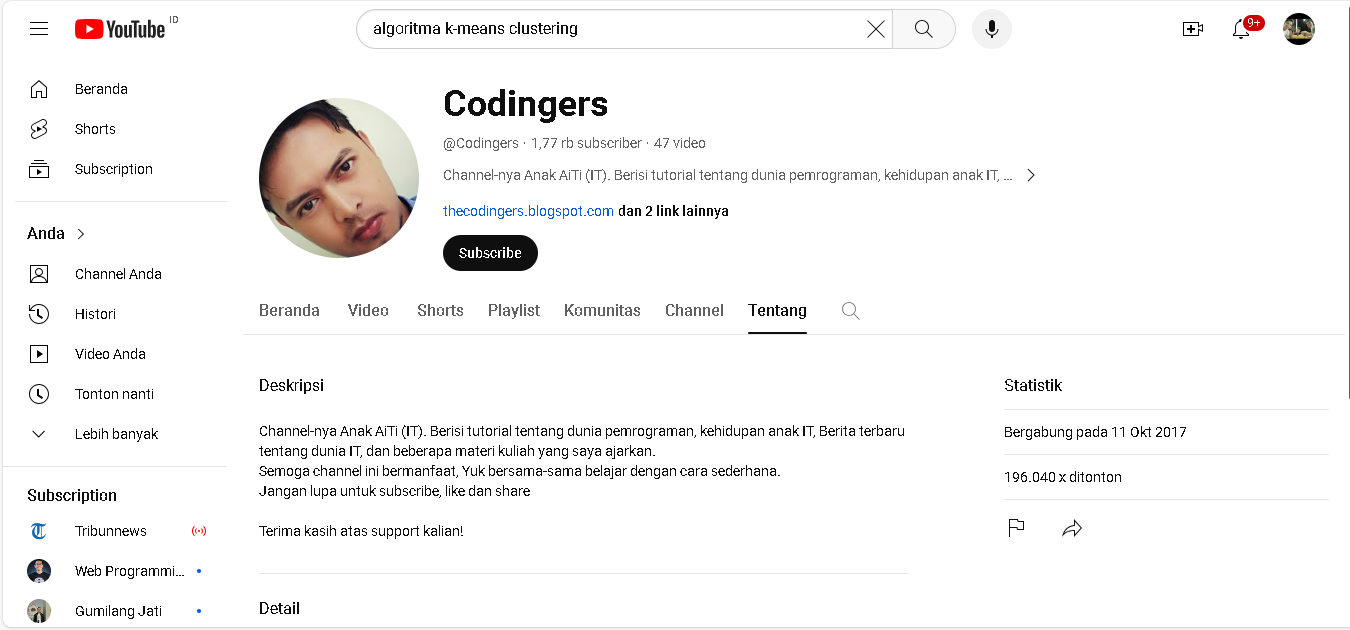 YouTube ID
algoritma k-means clustering
9+
Beranda
Shorts
Subscription
Anda
Channel Anda
Histori
Video Anda
Tonton nanti
Lebih banyak
Subscription
Tribunnews
Web Programmi...
Gumilang Jati
Codingers
@Codingers · 1,77 rb subscriber · 47 video
Channel-nya Anak AiTi (IT). Berisi tutorial tentang dunia pemrograman, kehidupan anak IT, ...
thecodingers.blogspot.com dan 2 link lainnya
Subscribe
Beranda Video Shorts Playlist Komunitas Channel Tentang
Deskripsi
Channel-nya Anak AiTi (IT). Berisi tutorial tentang dunia pemrograman, kehidupan anak IT, Berita terbaru
tentang dunia IT, dan beberapa materi kuliah yang saya ajarkan.
Semoga channel ini bermanfaat, Yuk bersama-sama belajar dengan cara sederhana.
Jangan lupa untuk subscribe, like dan share
Terima kasih atas support kalian!
Detail
Statistik
Bergabung pada 11 Okt 2017
196.040 x ditonton